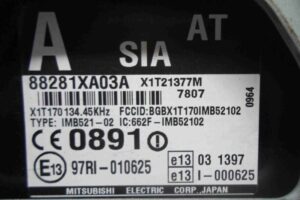 A SIA AT
88281XA03A X1T21377M
7807
0964
X1T170 134.45KHz FCCID:BGBX1T170IMB52102
TYPE: IMB521-02 IC:662F-IMB52102
CE 0891 !
E13 97RI-010625
e13 03 1397
e13 I-000625
MITSUBISHI ELECTRIC CORP.,JAPAN